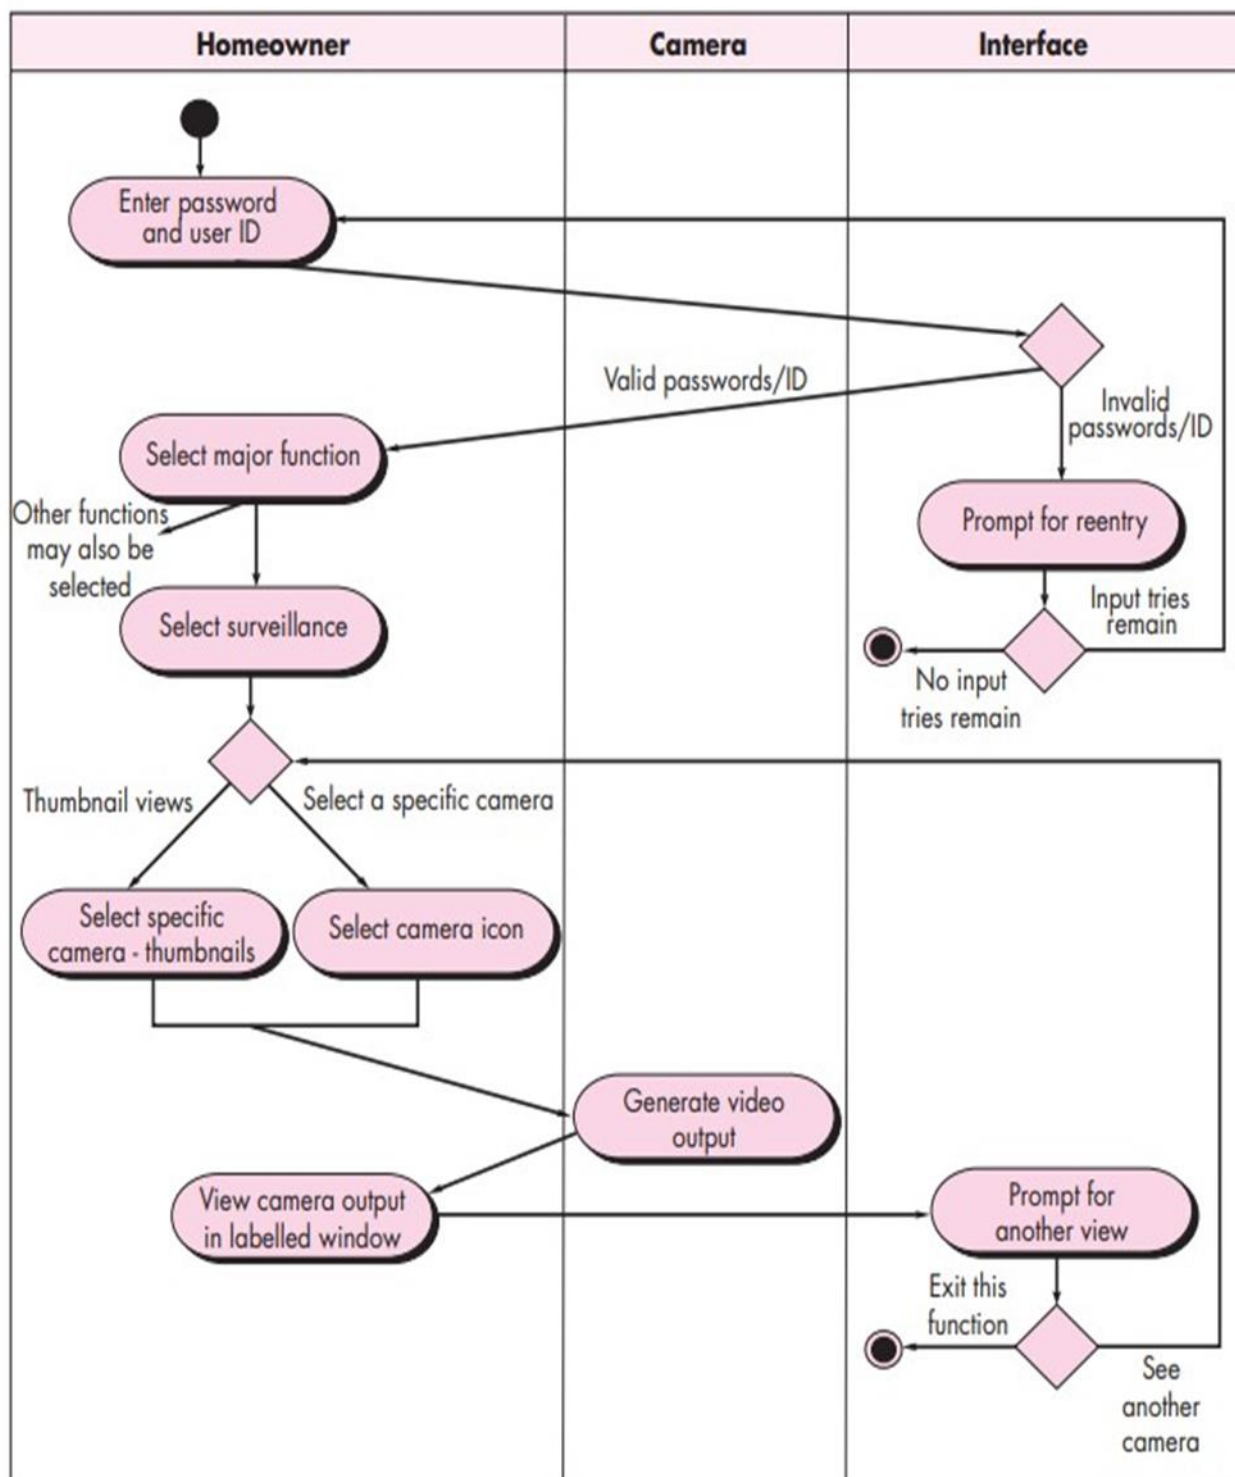 Homeowner
Camera
Interface
Enter password
and user ID
Valid passwords/ID
Invalid
passwords/ID
Select major function
Prompt for reentry
Other functions
may also be
selected
Input tries
remain
Select surveillance
No input
tries remain
Thumbnail views
Select a specific camera
Select specific
camera - thumbnails
Select camera icon
Generate video
output
View camera output
in labelled window
Prompt for
another view
Exit this
function
See
another
camera